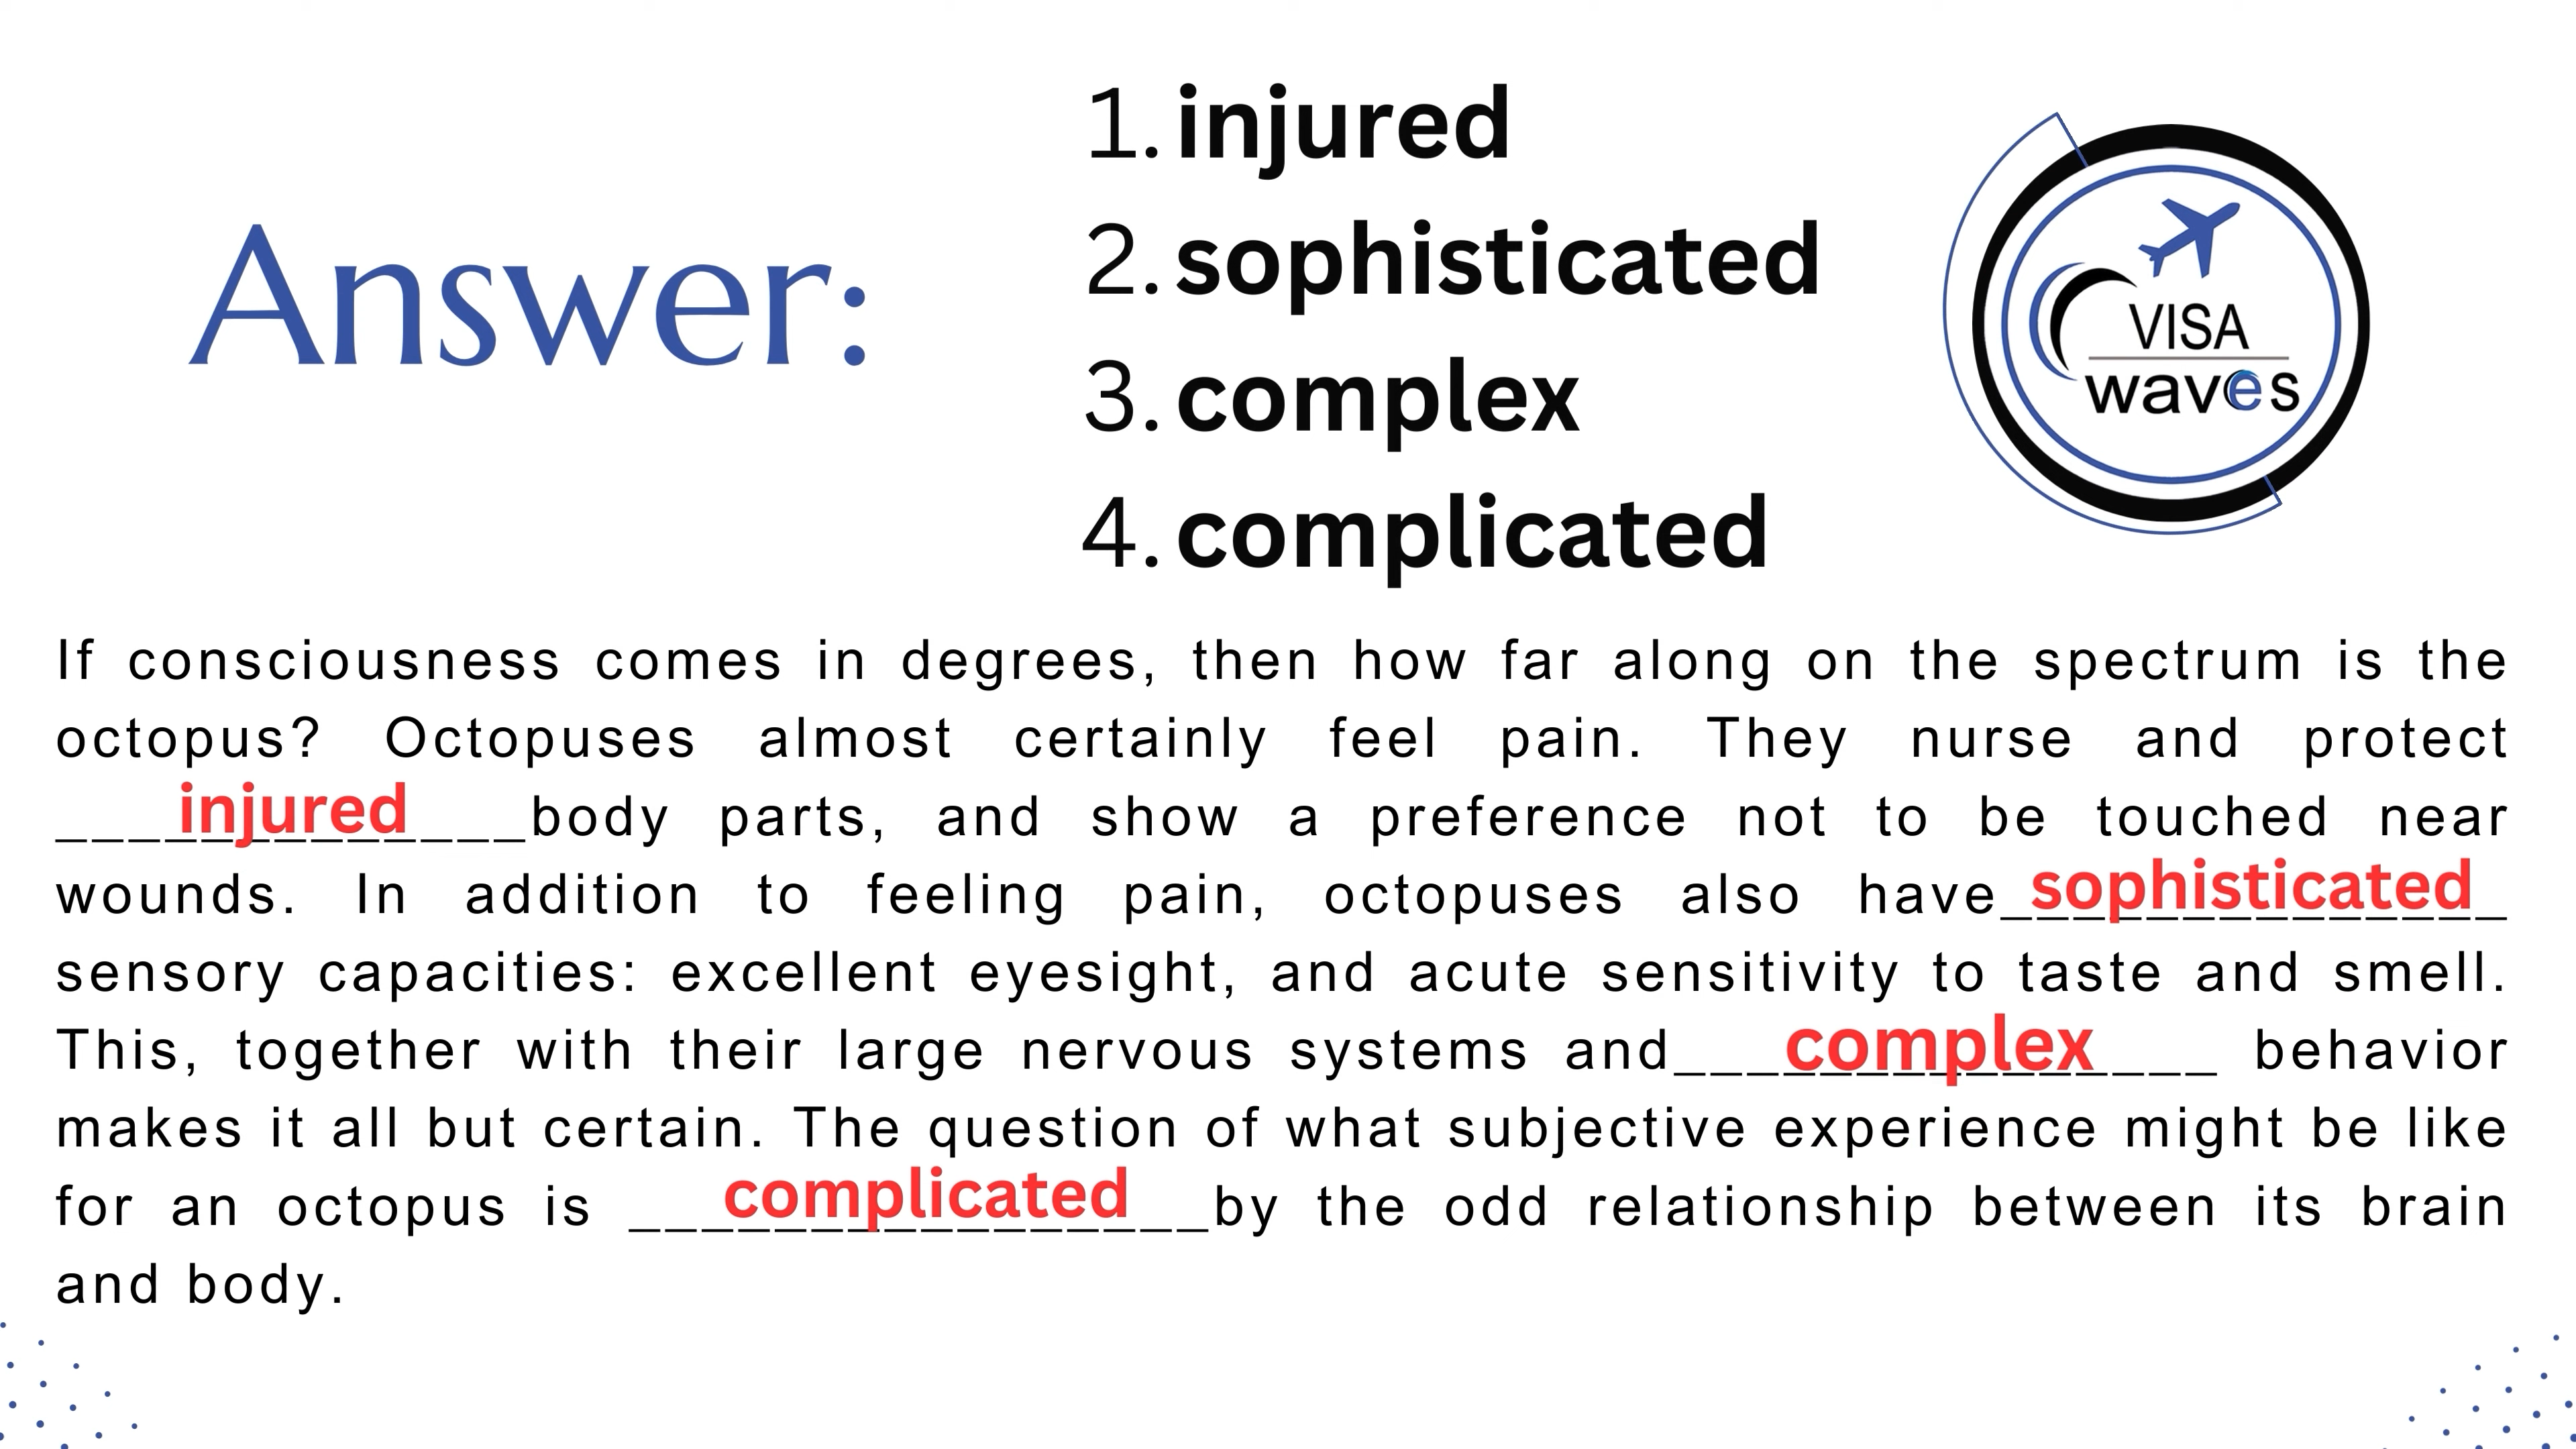 Answer:
1. injured
2. sophisticated
3. complex
4. complicated
VISA
waves
If consciousness comes in degrees, then how far along on the spectrum is the
octopus? Octopuses almost certainly feel pain. They nurse and protect
_____injured_____body parts, and show a preference not to be touched near
wounds. In addition to feeling pain, octopuses also have_sophisticated_
sensory capacities: excellent eyesight, and acute sensitivity to taste and smell.
This, together with their large nervous systems and___complex____ behavior
makes it all but certain. The question of what subjective experience might be like
for an octopus is ___complicated___by the odd relationship between its brain
and body.